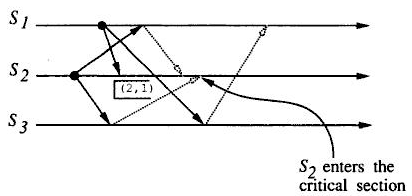 S1
S2
(2,1)
S3
S2 enters the
critical section